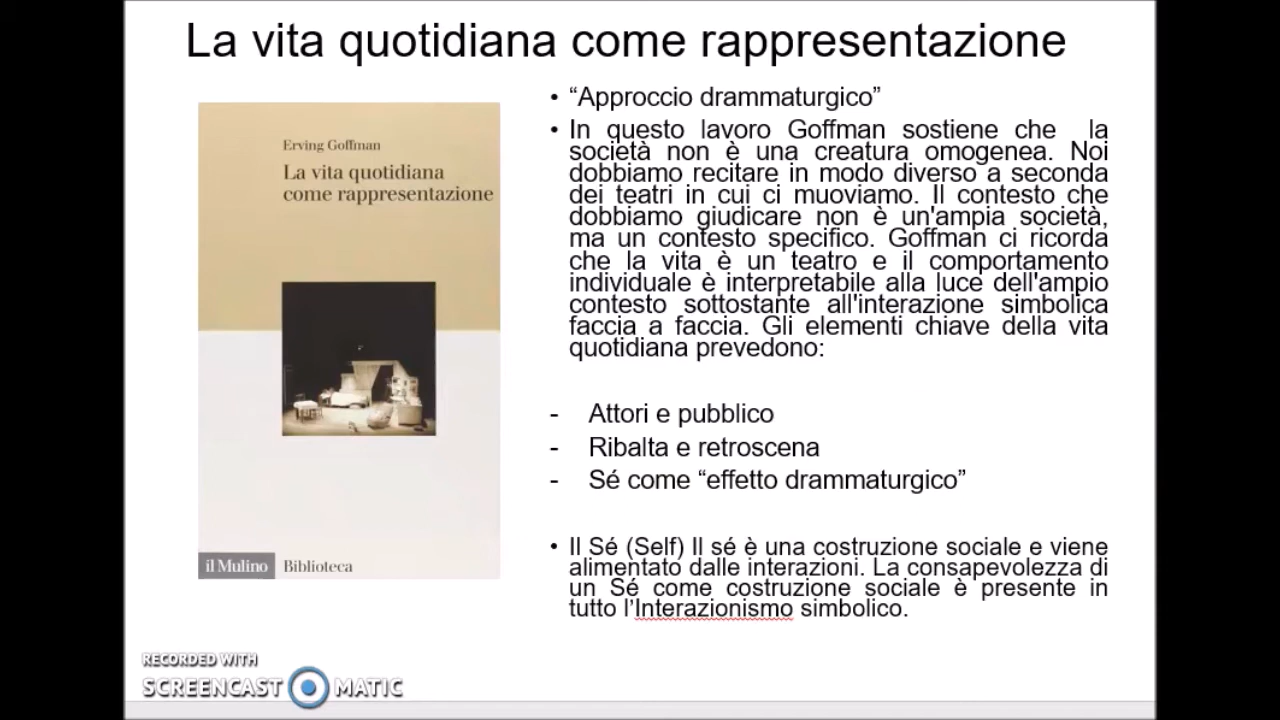 La vita quotidiana come rappresentazione
Erving Goffman
La vita quotidiana
come rappresentazione
il Mulino
Biblioteca
• “Approccio drammaturgico”
• In questo lavoro Goffman sostiene che la
società non è una creatura omogenea. Noi
dobbiamo recitare in modo diverso a seconda
dei teatri in cui ci muoviamo. Il contesto che
dobbiamo giudicare non è un'ampia società,
ma un contesto specifico. Goffman ci ricorda
che la vita è un teatro e il comportamento
individuale è interpretabile alla luce dell'ampio
contesto sottostante all'interazione simbolica
faccia a faccia. Gli elementi chiave della vita
quotidiana prevedono:
- Attori e pubblico
- Ribalta e retroscena
- Sé come “effetto drammaturgico”
• Il Sé (Self) Il sé è una costruzione sociale e viene
alimentato dalle interazioni. La consapevolezza di
un Sé come costruzione sociale è presente in
tutto l’Interazionismo simbolico.
RECORDED WITH
SCREENCAST MATIC